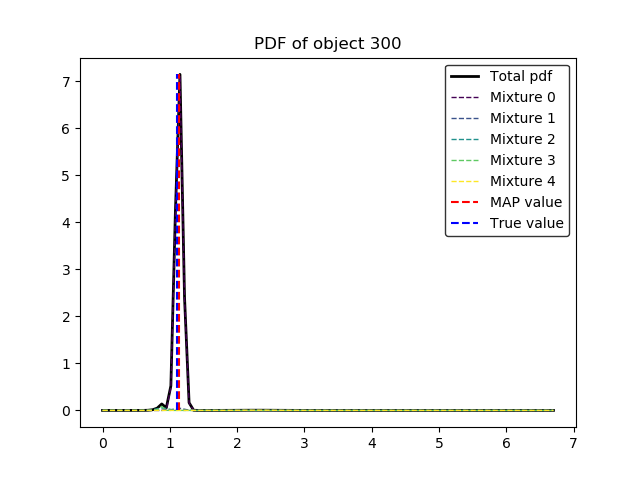 PDF of object 300
Total pdf
Mixture 0
Mixture 1
Mixture 2
Mixture 3
Mixture 4
MAP value
True value
7
6
5
4
3
2
1
0
0 1 2 3 4 5 6 7